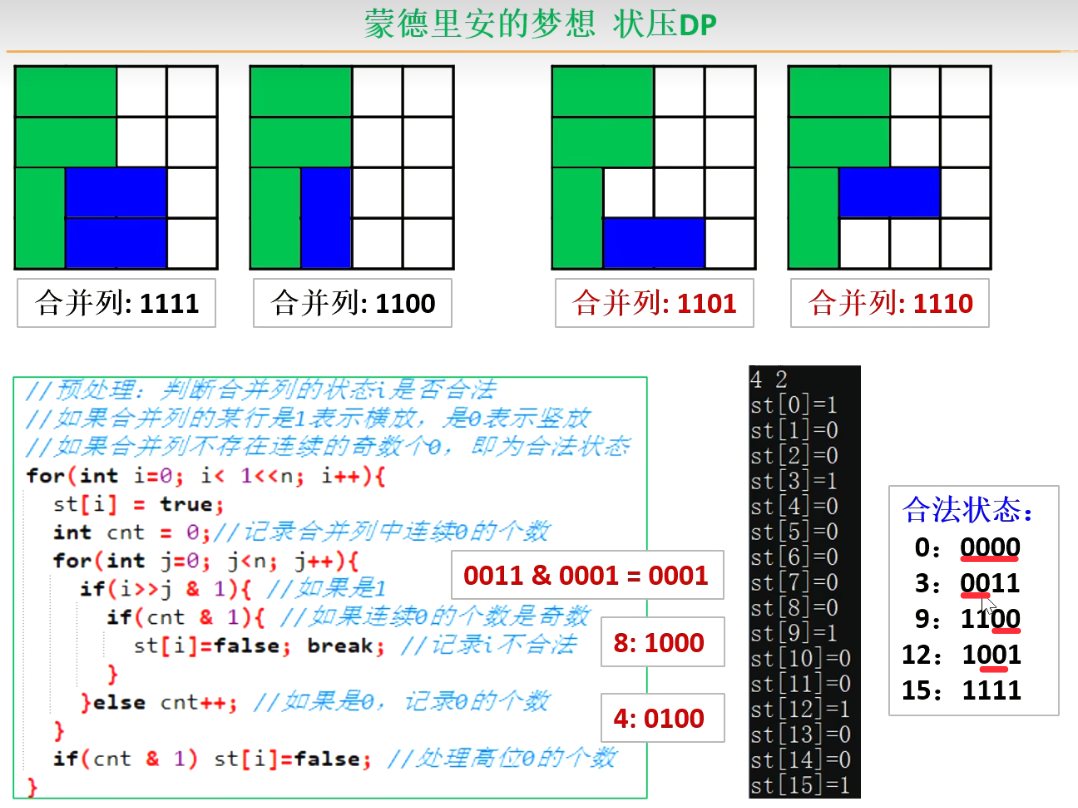 蒙德里安的梦想 状压DP
合并列: 1111
合并列: 1100
合并列: 1101
合并列: 1110
//预处理: 判断合并列的状态i是否合法
//如果合并列的某行是1表示横放，是0表示竖放
//如果合并列不存在连续的奇数个0，即为合法状态
for(int i=0; i< 1<<n; i++){
st[i] = true;
int cnt = 0;//记录合并列中连续0的个数
for(int j=0; j<n; j++){
if(i>>j & 1){ //如果是1
if(cnt & 1){ //如果连续0的个数是奇数
st[i]=false; break; //记录i不合法
}
}else cnt++; //如果是0，记录0的个数
}
if(cnt & 1) st[i]=false; //处理高位0的个数
}
0011 & 0001 = 0001
8: 1000
4: 0100
4 2
st[0]=1
st[1]=0
st[2]=0
st[3]=1
st[4]=0
st[5]=0
st[6]=0
st[7]=0
st[8]=0
st[9]=1
st[10]=0
st[11]=0
st[12]=1
st[13]=0
st[14]=0
st[15]=1
合法状态：
0： 0000
3： 0011
9： 1100
12： 1001
15： 1111